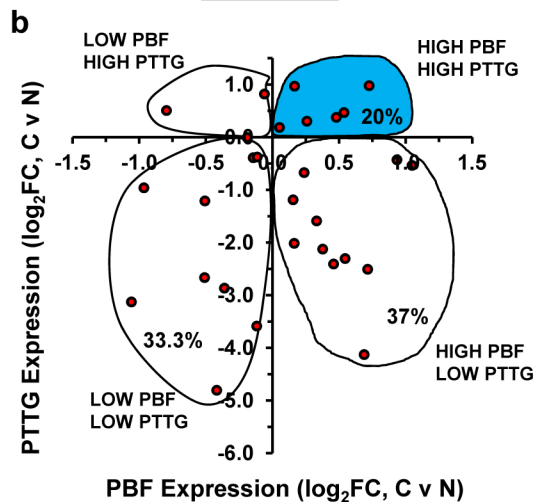 b
LOW PBF
HIGH PTTG
HIGH PBF
HIGH PTTG
1.0
20%
0.0
-1.5
-1.0
-0.5
0.0
0.5
1.0
1.5
-1.0
-2.0
-3.0
-4.0
-5.0
-6.0
33.3%
37%
LOW PBF
LOW PTTG
HIGH PBF
LOW PTTG
PTTG Expression (log₂FC, C v N)
PBF Expression (log₂FC, C v N)